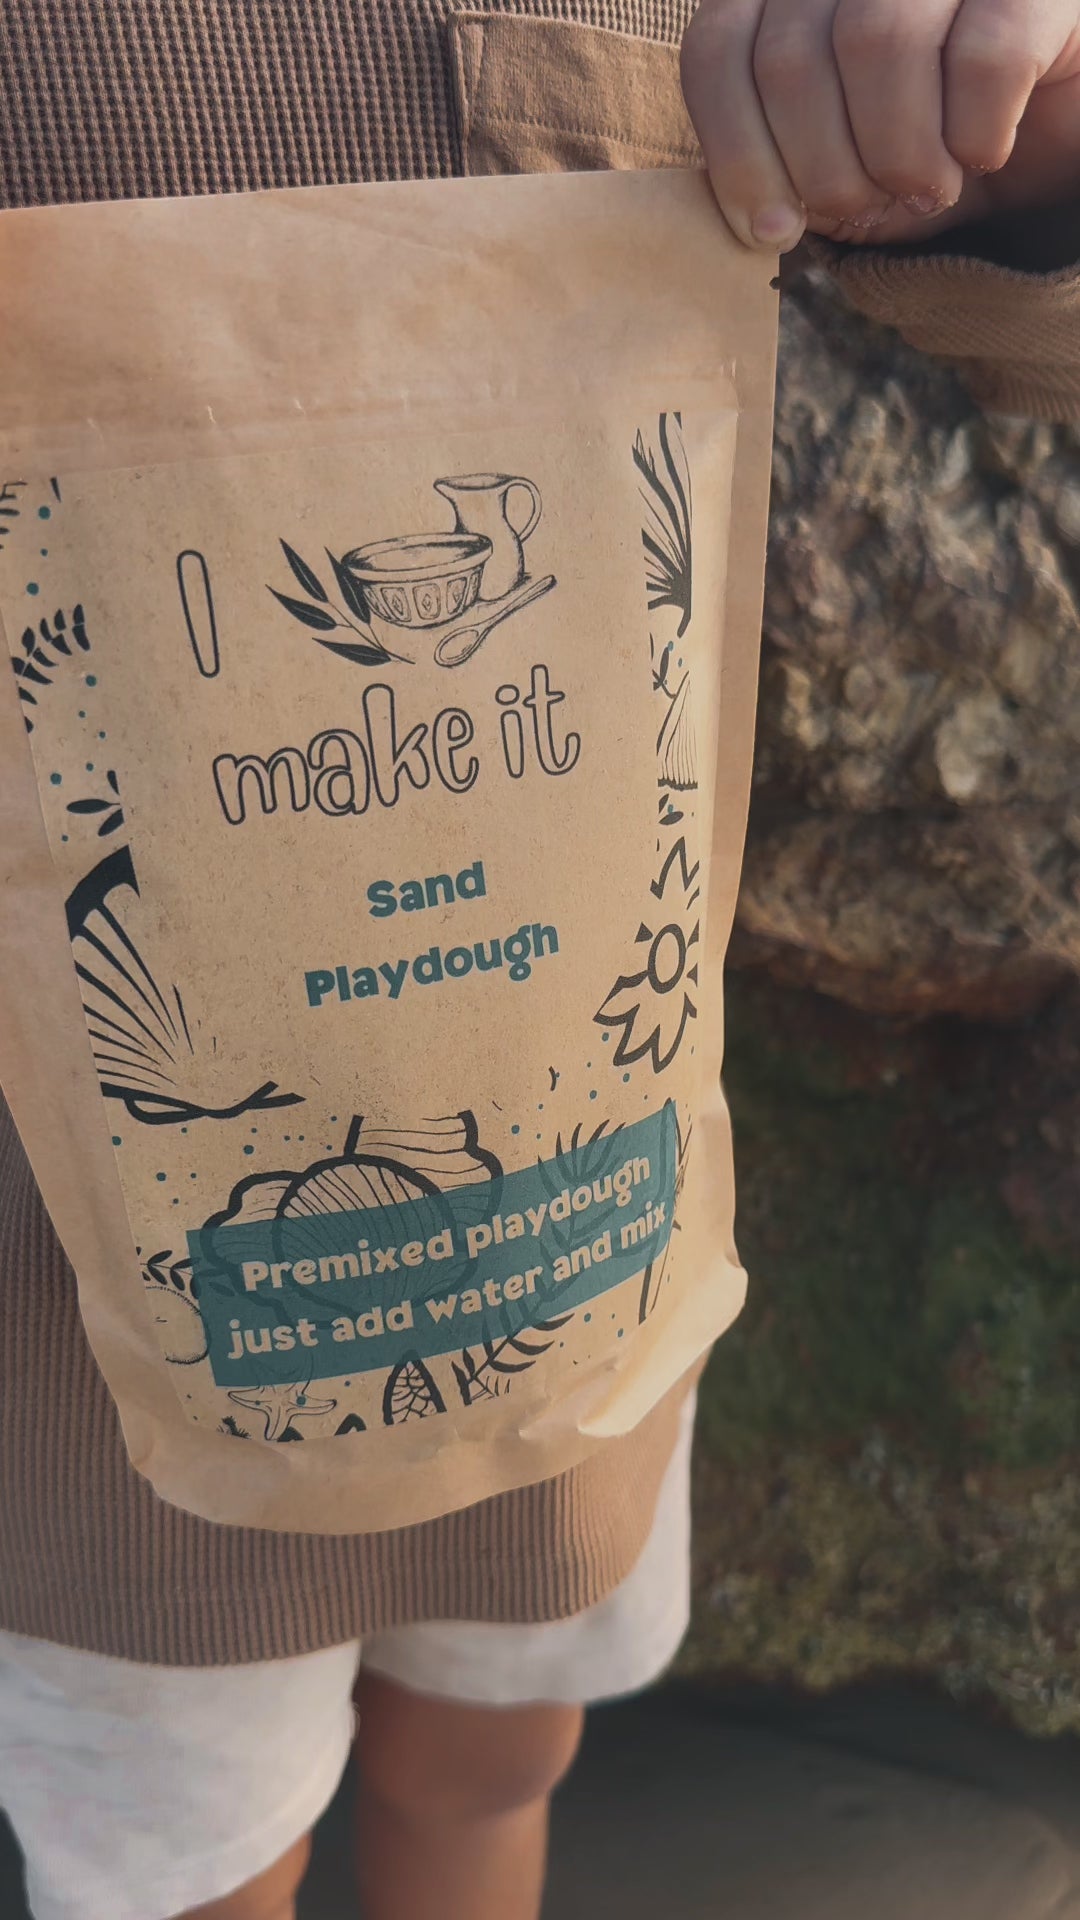 I
make it
Sand
Playdough
Premixed playdough
just add water and mix